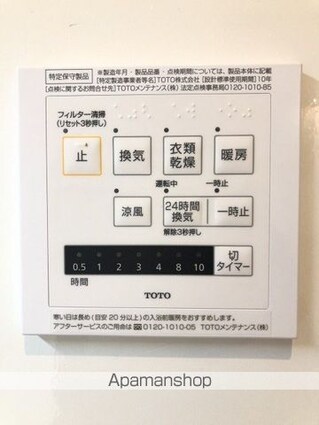 特定保守製品
※製造年月・製品品番・点検期間については、製品本体に記載
[特定製造事業者等名]TOTO株式会社 [設計標準使用期間]10年
[点検に関するお問合せ先]TOTOメンテナンス(株) 法定点検事務局0120-1010-85
フィルター清掃
(リセット3秒押し)
止 換気 衣類乾燥 暖房
運転中 一時止
涼風 24時間換気 一時止
解除3秒押し
0.5 1 2 3 4 8 10
切タイマー
時間
TOTO
寒い日は長め(目安20分以上)の入浴前暖房をおすすめします。
アフターサービスのご用命は 0120-1010-05 TOTOメンテナンス(株)
Apamanshop